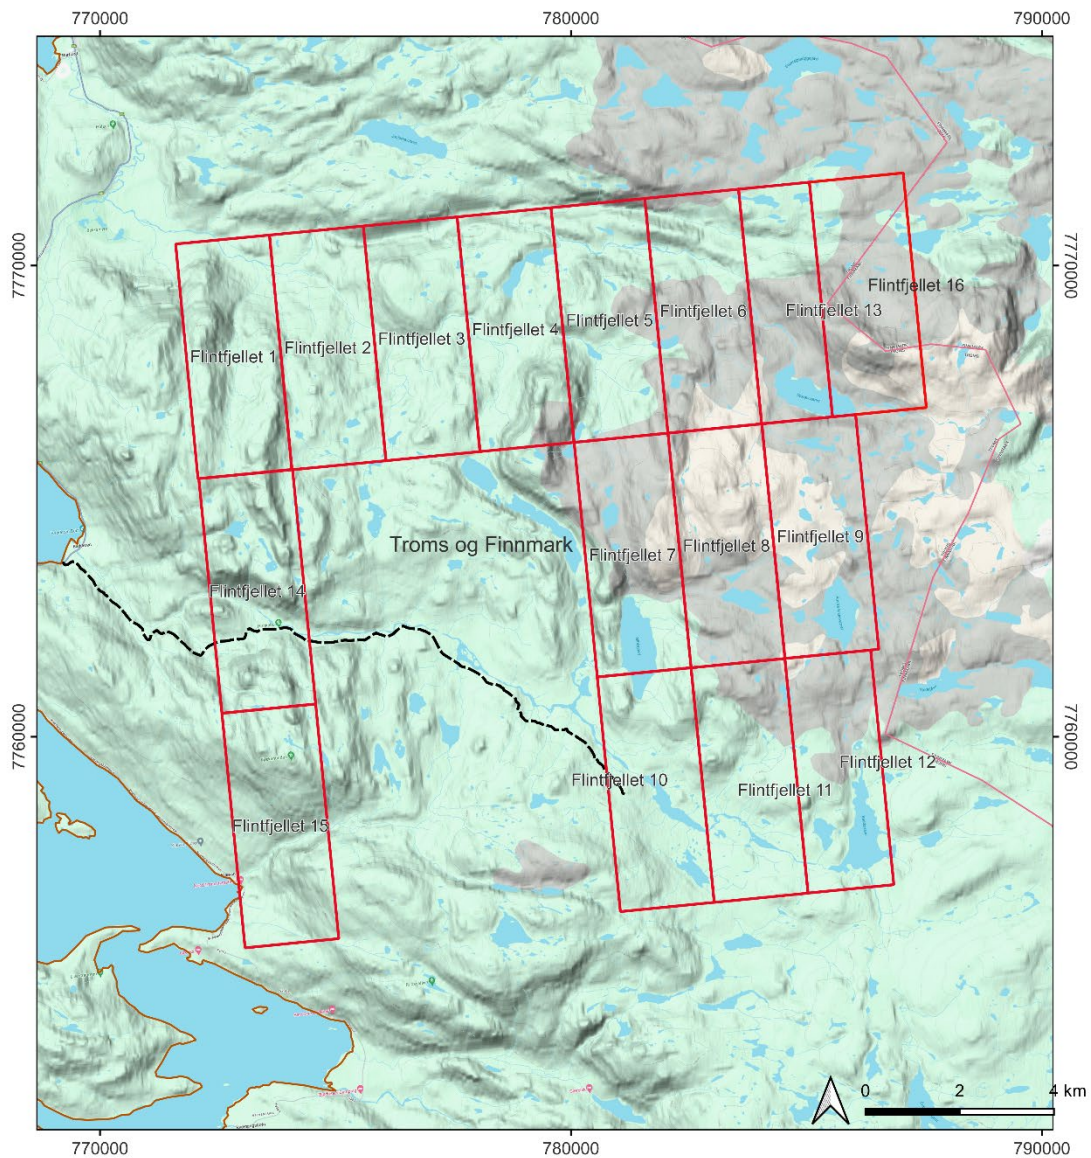 770000
780000
790000
7770000
7770000
Flintfjellet 16
Flintfjellet 13
Flintfjellet 6
Flintfjellet 5
Flintfjellet 4
Flintfjellet 3
Flintfjellet 2
Flintfjellet 1
Flintfjellet 9
Troms og Finnmark
Flintfjellet 8
Flintfjellet 7
Flintfjellet 14
7760000
7760000
Flintfjellet 12
Flintfjellet 10
Flintfjellet 11
Flintfjellet 15
0 2 4 km
770000
780000
790000